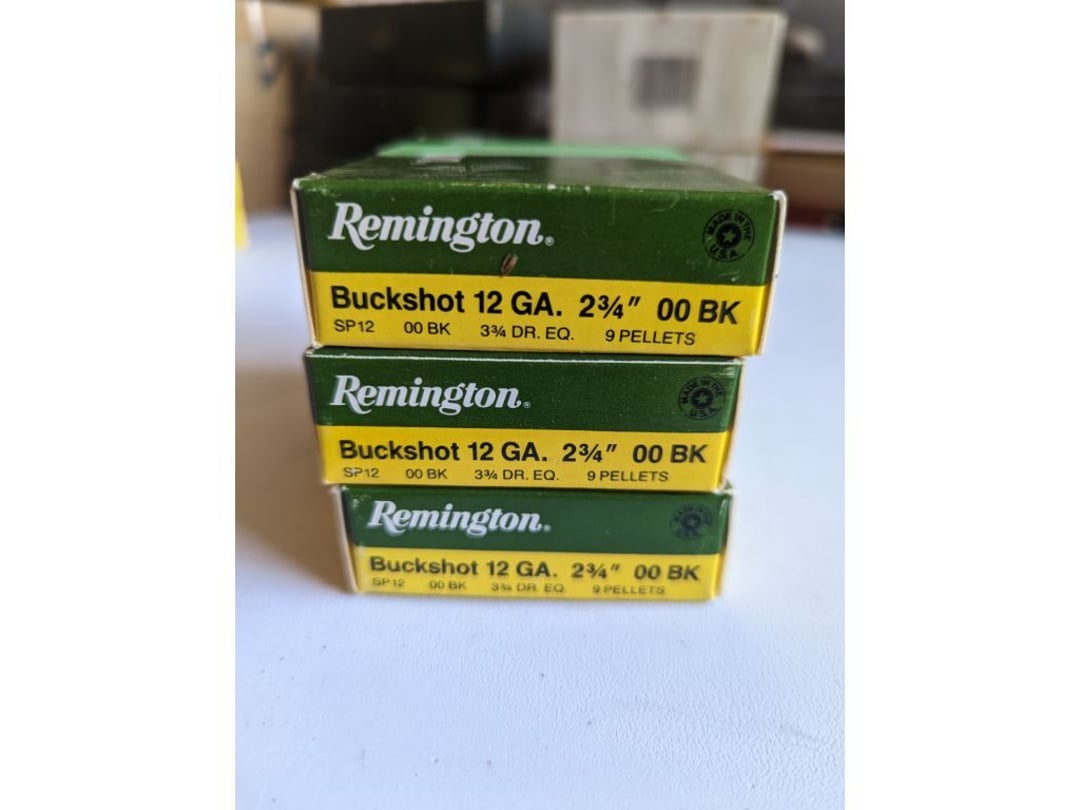 Remington®
MADE IN THE U.S.A.
Buckshot 12 GA. 2¾" 00 BK
SP12 00 BK 3¾ DR. EQ. 9 PELLETS
Remington®
MADE IN THE U.S.A.
Buckshot 12 GA. 2¾" 00 BK
SP12 00 BK 3¾ DR. EQ. 9 PELLETS
Remington®
MADE IN THE U.S.A.
Buckshot 12 GA. 2¾" 00 BK
SP12 00 BK 3¾ DR. EQ. 9 PELLETS